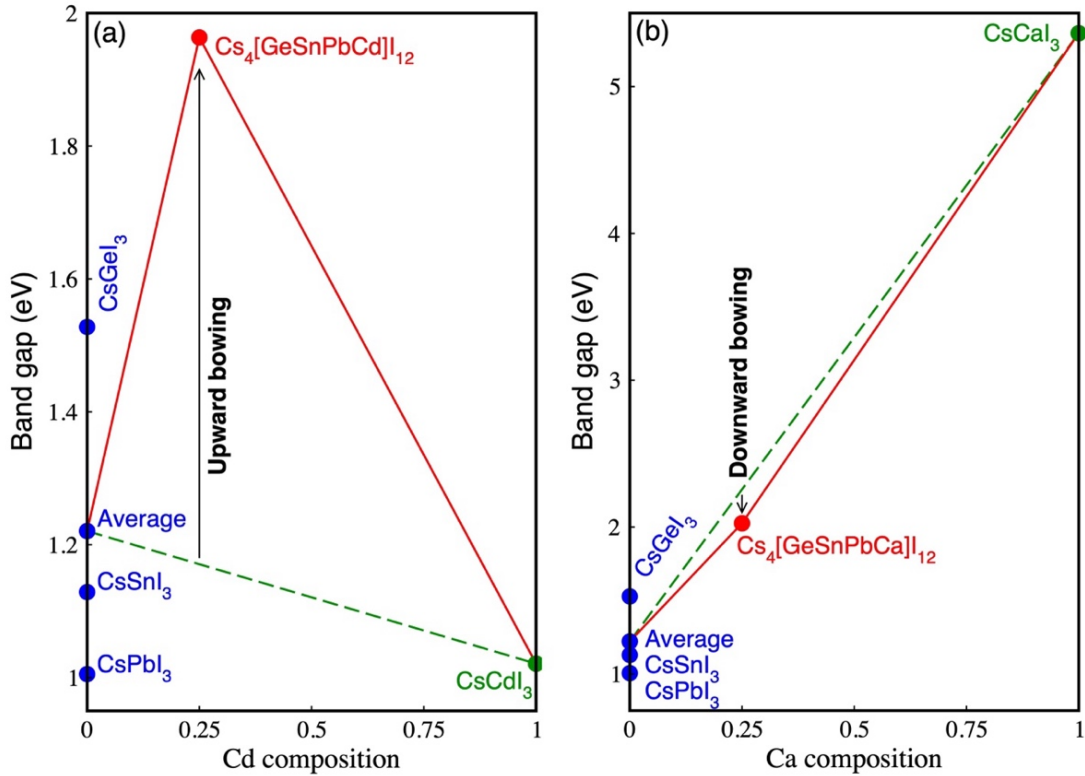 (a)
Cs₄[GeSnPbCd]I₁₂
CsGeI₃
Upward bowing
Average
CsSnI₃
CsPbI₃
CsCdI₃
Band gap (eV)
2
1.8
1.6
1.4
1.2
1
0
0.25
0.5
0.75
1
Cd composition
(b)
CsCaI₃
Downward bowing
CsGeI₃
Cs₄[GeSnPbCa]I₁₂
Average
CsSnI₃
CsPbI₃
Band gap (eV)
5
4
3
2
1
0
0.25
0.5
0.75
1
Ca composition